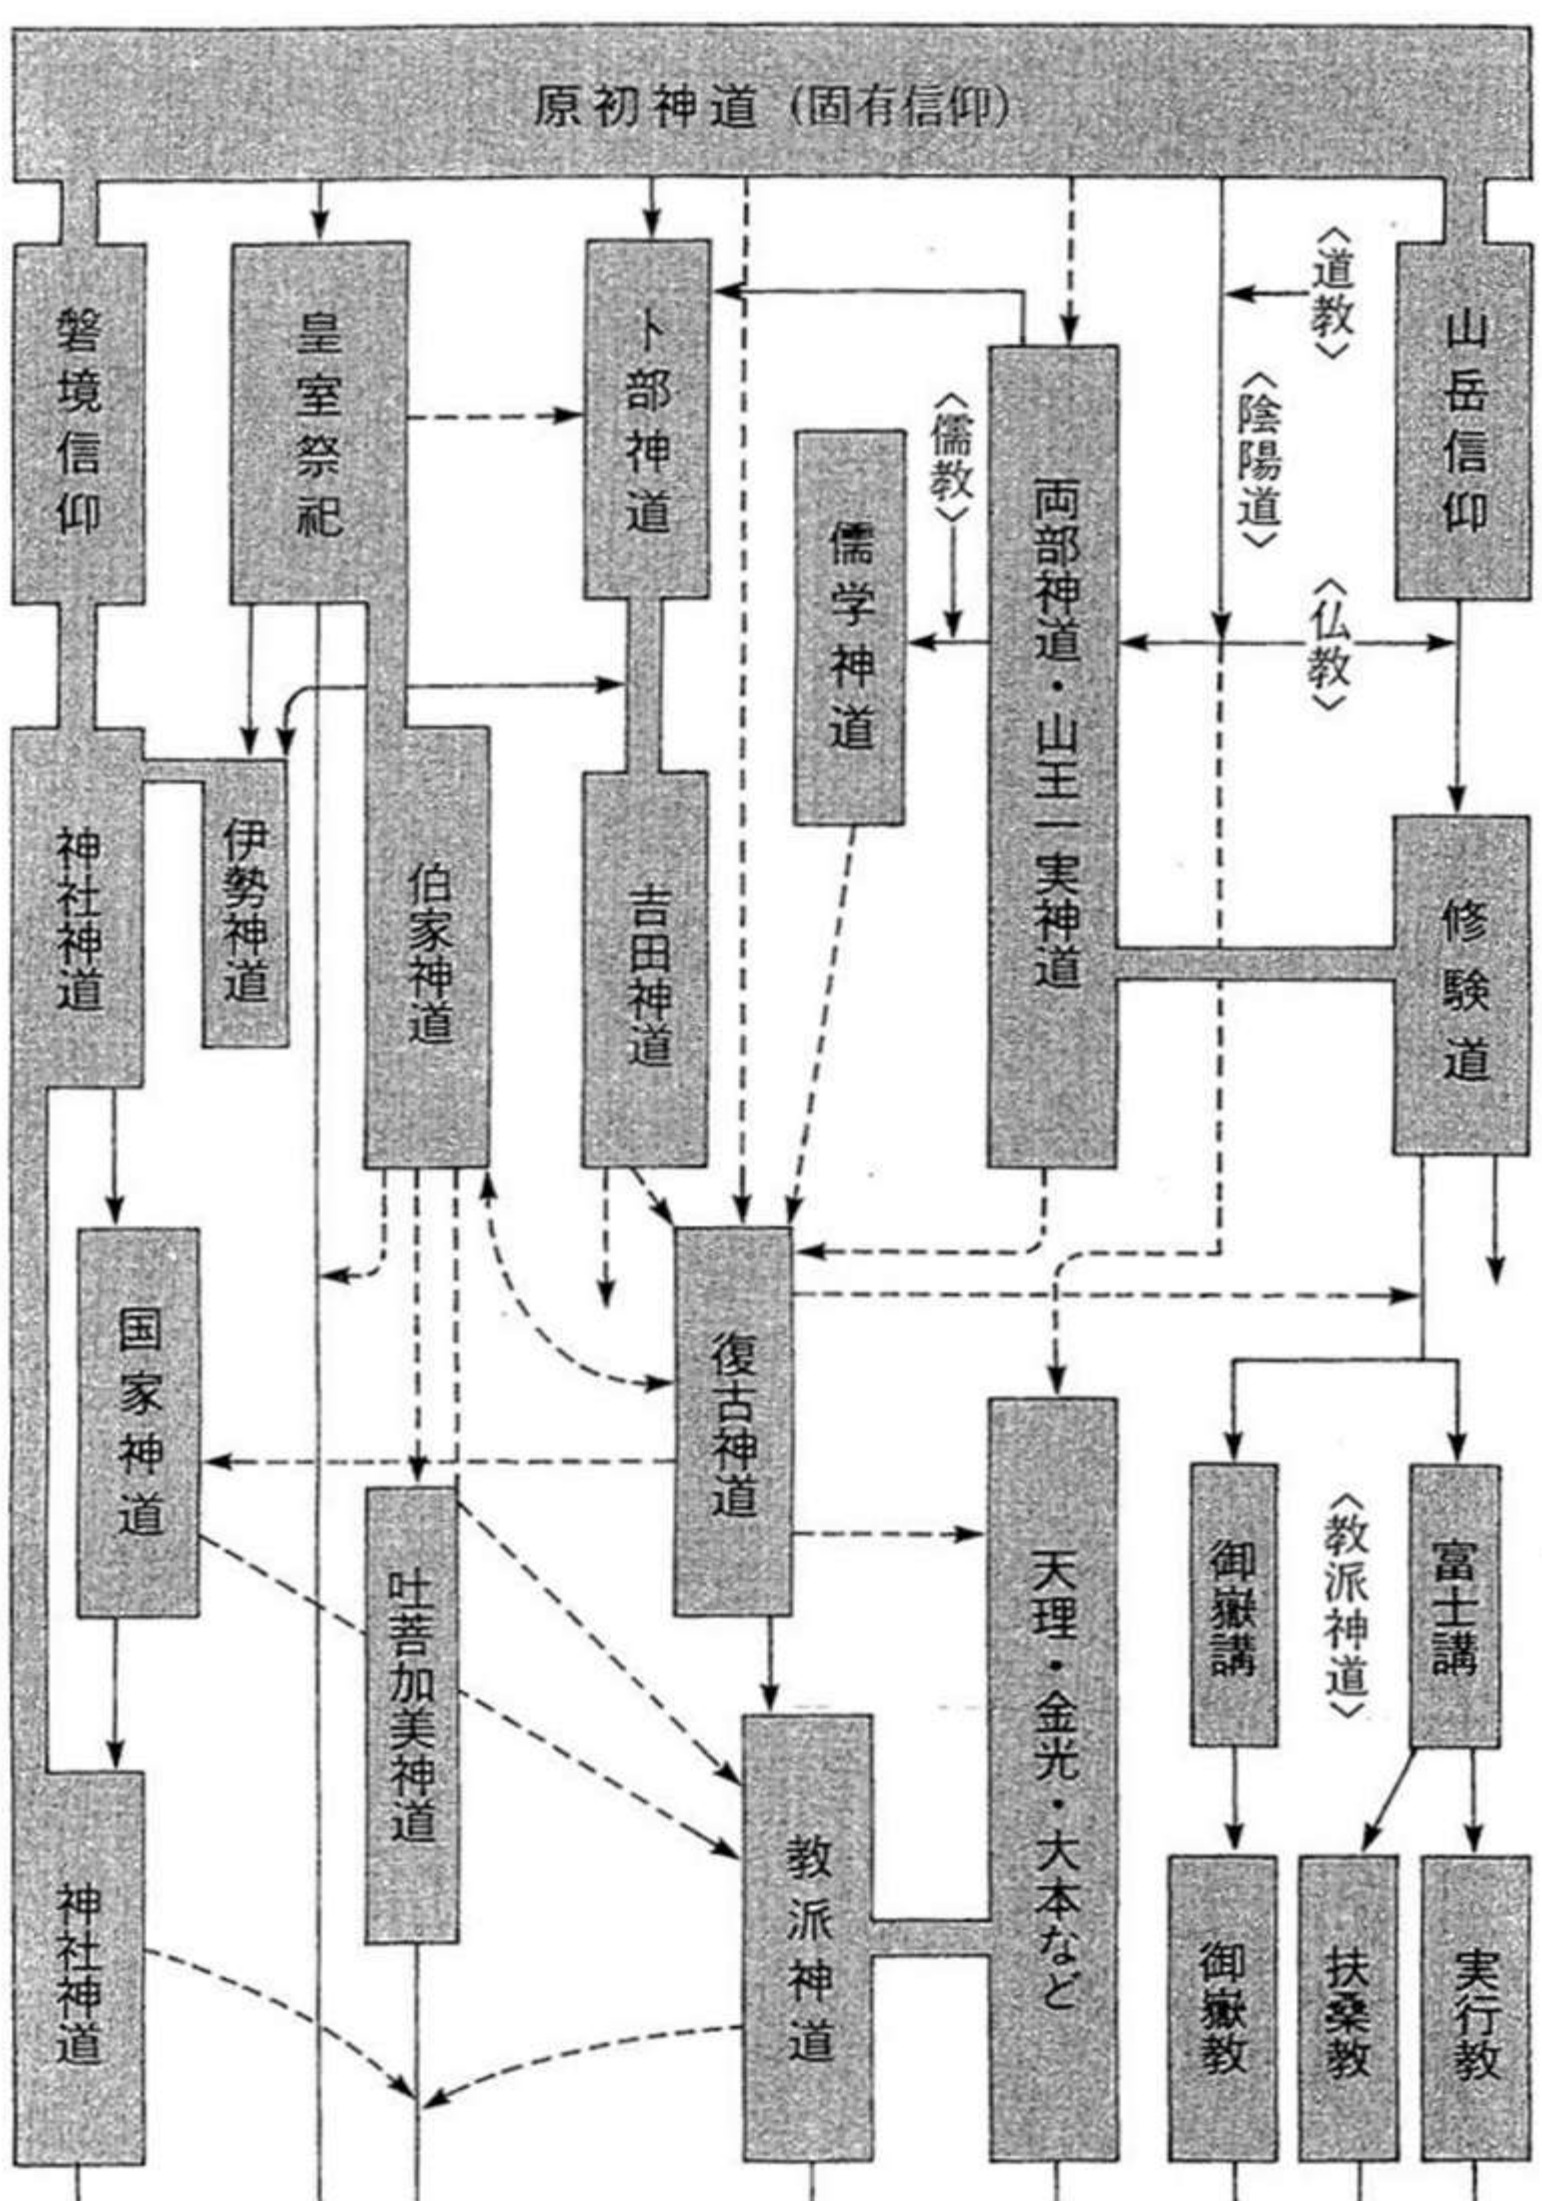 原初神道（固有信仰）
磐境信仰
皇室祭祀
卜部神道
〈儒教〉
儒学神道
両部神道・山王一実神道
〈道教〉
〈陰陽道〉
〈仏教〉
山岳信仰
神社神道
伊勢神道
伯家神道
吉田神道
修験道
国家神道
吐菩加美神道
復古神道
天理・金光・大本など
御嶽講
〈教派神道〉
富士講
神社神道
教派神道
御嶽教
扶桑教
実行教